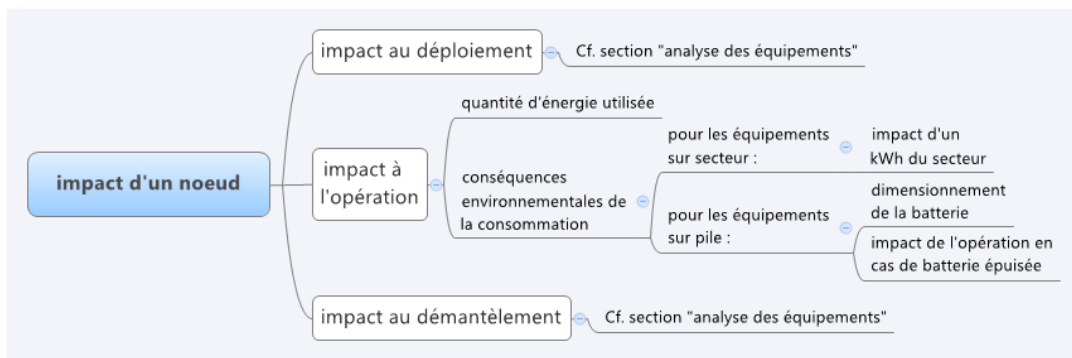 impact d'un noeud
impact au déploiement
Cf. section "analyse des équipements"
impact à
l'opération
quantité d'énergie utilisée
conséquences
environnementales de
la consommation
pour les équipements
sur secteur :
impact d'un
kWh du secteur
pour les équipements
sur pile :
dimensionnement
de la batterie
impact de l'opération en
cas de batterie épuisée
impact au démantèlement
Cf. section "analyse des équipements"